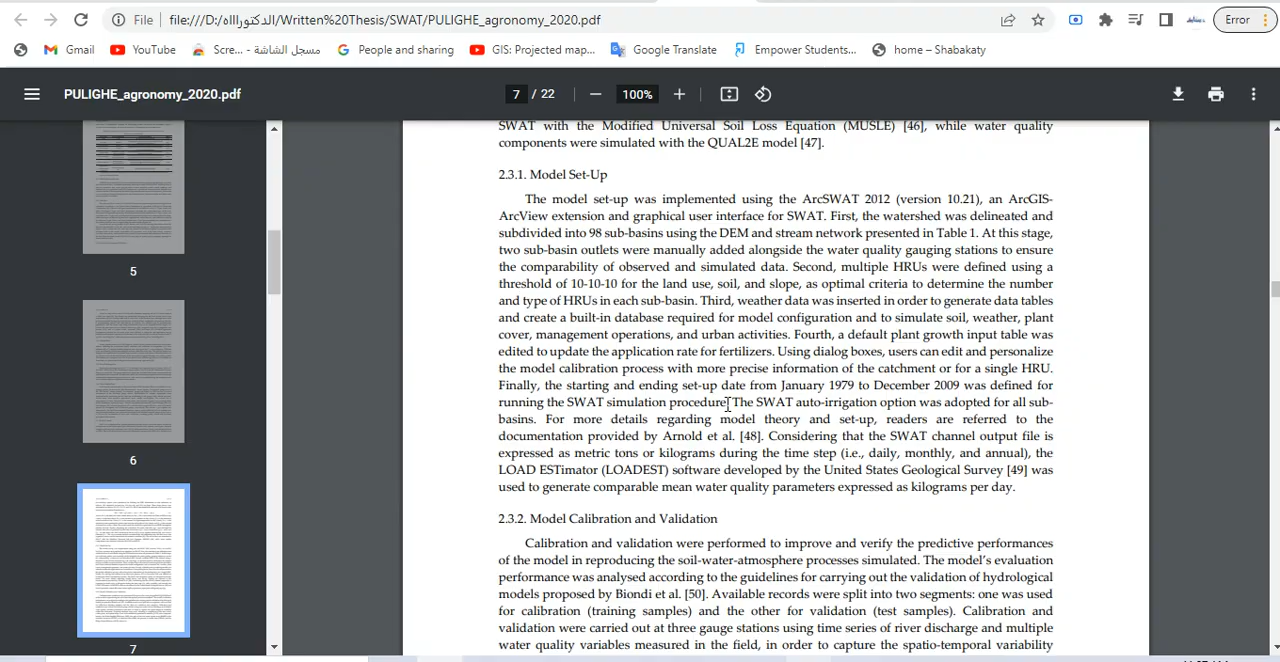 File
file:///D:/الدكتوراالاه/Written%20Thesis/SWAT/PULIGHE_agronomy_2020.pdf
Error
Gmail
YouTube
Scre... - مسجل الشاشة
People and sharing
GIS: Projected map...
Google Translate
Empower Students...
home – Shabakaty
PULIGHE_agronomy_2020.pdf
7 / 22
100%
5
6
7
SWAT with the Modified Universal Soil Loss Equation (MUSLE) [46], while water quality
components were simulated with the QUAL2E model [47].
2.3.1. Model Set-Up
The model set-up was implemented using the ArcSWAT 2012 (version 10.21), an ArcGIS-
ArcView extension and graphical user interface for SWAT. First, the watershed was delineated and
subdivided into 98 sub-basins using the DEM and stream network presented in Table 1. At this stage,
two sub-basin outlets were manually added alongside the water quality gauging stations to ensure
the comparability of observed and simulated data. Second, multiple HRUs were defined using a
threshold of 10-10-10 for the land use, soil, and slope, as optimal criteria to determine the number
and type of HRUs in each sub-basin. Third, weather data was inserted in order to generate data tables
and create a built-in database required for model configuration and to simulate soil, weather, plant
cover, management operations, and urban activities. Fourth, a default plant growth input table was
edited to update the application rate for fertilizers. Using dialog boxes, users can edit and personalize
the model calibration process with more precise information of the catchment or for a single HRU.
Finally, the starting and ending set-up date from January 1979 to December 2009 was defined for
running the SWAT simulation procedure. The SWAT auto-irrigation option was adopted for all sub-
basins. For more details regarding model theory and set-up, readers are referred to the
documentation provided by Arnold et al. [48]. Considering that the SWAT channel output file is
expressed as metric tons or kilograms during the time step (i.e., daily, monthly, and annual), the
LOAD ESTimator (LOADEST) software developed by the United States Geological Survey [49] was
used to generate comparable mean water quality parameters expressed as kilograms per day.
2.3.2. Model Calibration and Validation
Calibration and validation were performed to improve and verify the predictive performances
of the model in reproducing the soil-water-atmosphere processes simulated. The model's evaluation
performance was analysed according to the guidelines for carrying out the validation of hydrological
models proposed by Biondi et al. [50]. Available records were split into two segments: one was used
for calibration (training samples) and the other for validation (test samples). Calibration and
validation were carried out at three gauge stations using time series of river discharge and multiple
water quality variables measured in the field, in order to capture the spatio-temporal variability